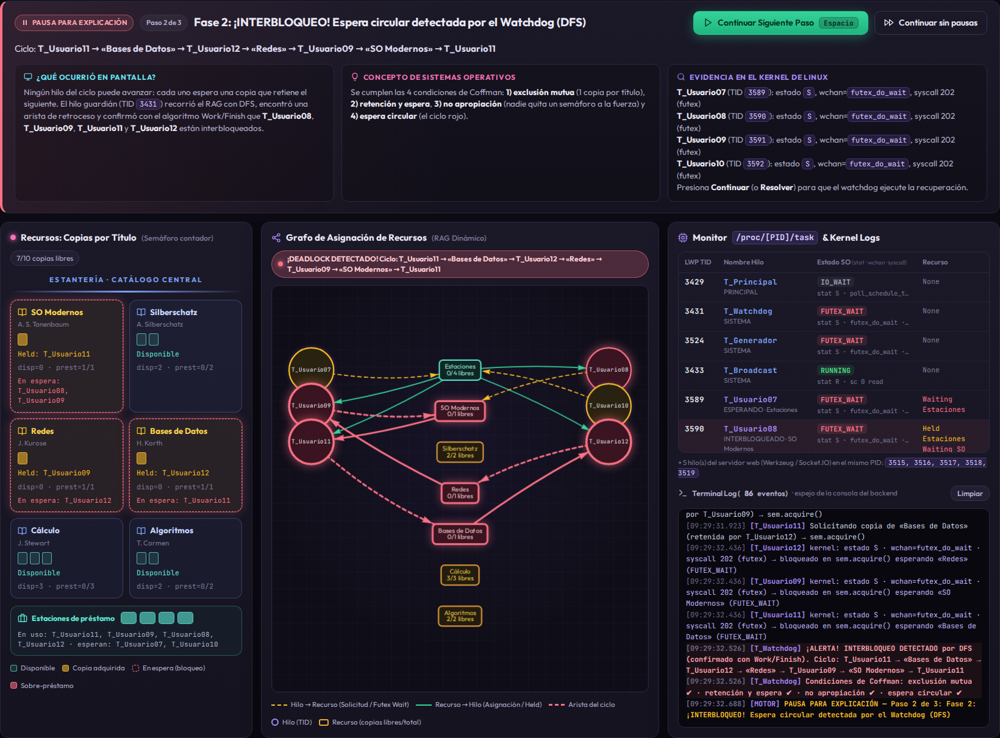 PAUSA PARA EXPLICACIÓN
Paso 2 de 3
Fase 2: ¡INTERBLOQUEO! Espera circular detectada por el Watchdog (DFS)
Continuar Siguiente Paso Espacio
Continuar sin pausas
Ciclo: T_Usuario11 → «Bases de Datos» → T_Usuario12 → «Redes» → T_Usuario09 → «SO Modernos» → T_Usuario11
¿QUÉ OCURRIÓ EN PANTALLA?
Ningún hilo del ciclo puede avanzar: cada uno espera una copia que retiene el
siguiente. El hilo guardián (TID 3431) recorrió el RAG con DFS, encontró una
arista de retroceso y confirmó con el algoritmo Work/Finish que T_Usuario08,
T_Usuario09, T_Usuario11 y T_Usuario12 están interbloqueados.
CONCEPTO DE SISTEMAS OPERATIVOS
Se cumplen las 4 condiciones de Coffman: 1) exclusión mutua (1 copia por título),
2) retención y espera, 3) no apropiación (nadie quita un semáforo a la fuerza) y
4) espera circular (el ciclo rojo).
EVIDENCIA EN EL KERNEL DE LINUX
T_Usuario07 (TID 3589): estado S, wchan=futex_do_wait, syscall 202
(futex)
T_Usuario08 (TID 3590): estado S, wchan=futex_do_wait, syscall 202
(futex)
T_Usuario09 (TID 3591): estado S, wchan=futex_do_wait, syscall 202
(futex)
T_Usuario10 (TID 3592): estado S, wchan=futex_do_wait, syscall 202
(futex)
Presiona Continuar (o Resolver) para que el watchdog ejecute la recuperación.
Recursos: Copias por Título (Semáforo contador)
7/10 copias libres
ESTANTERÍA · CATÁLOGO CENTRAL
SO Modernos
A. S. Tanenbaum
Held: T_Usuario11
disp=0 · prest=1/1
En espera:
T_Usuario08,
T_Usuario09
Silberschatz
A. Silberschatz
Disponible
disp=2 · prest=0/2
Redes
J. Kurose
Held: T_Usuario09
disp=0 · prest=1/1
En espera: T_Usuario12
Bases de Datos
H. Korth
Held: T_Usuario12
disp=0 · prest=1/1
En espera: T_Usuario11
Cálculo
J. Stewart
Disponible
disp=3 · prest=0/3
Algoritmos
T. Cormen
Disponible
disp=2 · prest=0/2
Estaciones de préstamo
En uso: T_Usuario11, T_Usuario09, T_Usuario08,
T_Usuario12 · esperan: T_Usuario07, T_Usuario10
Disponible
Copia adquirida
En espera (bloqueo)
Sobre-préstamo
Grafo de Asignación de Recursos (RAG Dinámico)
¡DEADLOCK DETECTADO! Ciclo: T_Usuario11 → «Bases de Datos» → T_Usuario12 → «Redes» →
T_Usuario09 → «SO Modernos» → T_Usuario11
T_Usuario07
T_Usuario09
T_Usuario11
Estaciones
0/4 libres
SO Modernos
0/1 libres
Silberschatz
2/2 libres
Redes
0/1 libres
Bases de Datos
0/1 libres
Cálculo
3/3 libres
Algoritmos
2/2 libres
T_Usuario08
T_Usuario10
T_Usuario12
Hilo → Recurso (Solicitud / Futex Wait)
Recurso → Hilo (Asignación / Held)
Arista del ciclo
Hilo (TID)
Recurso (copias libres/total)
Monitor /proc/[PID]/task & Kernel Logs
LWP TID Nombre Hilo Estado SO (stat·wchan·syscall) Recurso
3429 T_Principal IO_WAIT None
PRINCIPAL stat S · poll_schedule_t…
3431 T_Watchdog FUTEX_WAIT None
SISTEMA stat S · futex_do_wait ·…
3524 T_Generador FUTEX_WAIT None
SISTEMA stat S · futex_do_wait ·…
3433 T_Broadcast RUNNING None
SISTEMA stat R · sc 0 read
3589 T_Usuario07 FUTEX_WAIT Waiting
ESPERANDO · Estaciones stat S · futex_do_wait ·… Estaciones
3590 T_Usuario08 FUTEX_WAIT Held
INTERBLOQUEADO · SO stat S · futex_do_wait ·… Estaciones
Modernos Waiting SO
+ 5 hilo(s) del servidor web (Werkzeug / Socket.IO) en el mismo PID: 3515, 3516, 3517, 3518,
3519
Terminal Log ( 86 eventos) · espejo de la consola del backend
Limpiar
por T_Usuario09) → sem.acquire()
[09:29:31.923] [T_Usuario11] Solicitando copia de «Bases de Datos»
(retenida por T_Usuario12) → sem.acquire()
[09:29:32.436] [T_Usuario12] kernel: estado S · wchan=futex_do_wait ·
syscall 202 (futex) → bloqueado en sem.acquire() esperando «Redes»
(FUTEX_WAIT)
[09:29:32.436] [T_Usuario09] kernel: estado S · wchan=futex_do_wait ·
syscall 202 (futex) → bloqueado en sem.acquire() esperando «SO
Modernos» (FUTEX_WAIT)
[09:29:32.436] [T_Usuario11] kernel: estado S · wchan=futex_do_wait ·
syscall 202 (futex) → bloqueado en sem.acquire() esperando «Bases de
Datos» (FUTEX_WAIT)
[09:29:32.526] [T_Watchdog] ¡ALERTA! INTERBLOQUEO DETECTADO por DFS
(confirmado con Work/Finish). Ciclo: T_Usuario11 → «Bases de Datos» →
T_Usuario12 → «Redes» → T_Usuario09 → «SO Modernos» → T_Usuario11
[09:29:32.526] [T_Watchdog] Condiciones de Coffman: exclusión mutua
✔ · retención y espera ✔ · no apropiación ✔ · espera circular ✔
[09:29:32.688] [MOTOR] PAUSA PARA EXPLICACIÓN — Paso 2 de 3: Fase 2:
¡INTERBLOQUEO! Espera circular detectada por el Watchdog (DFS)